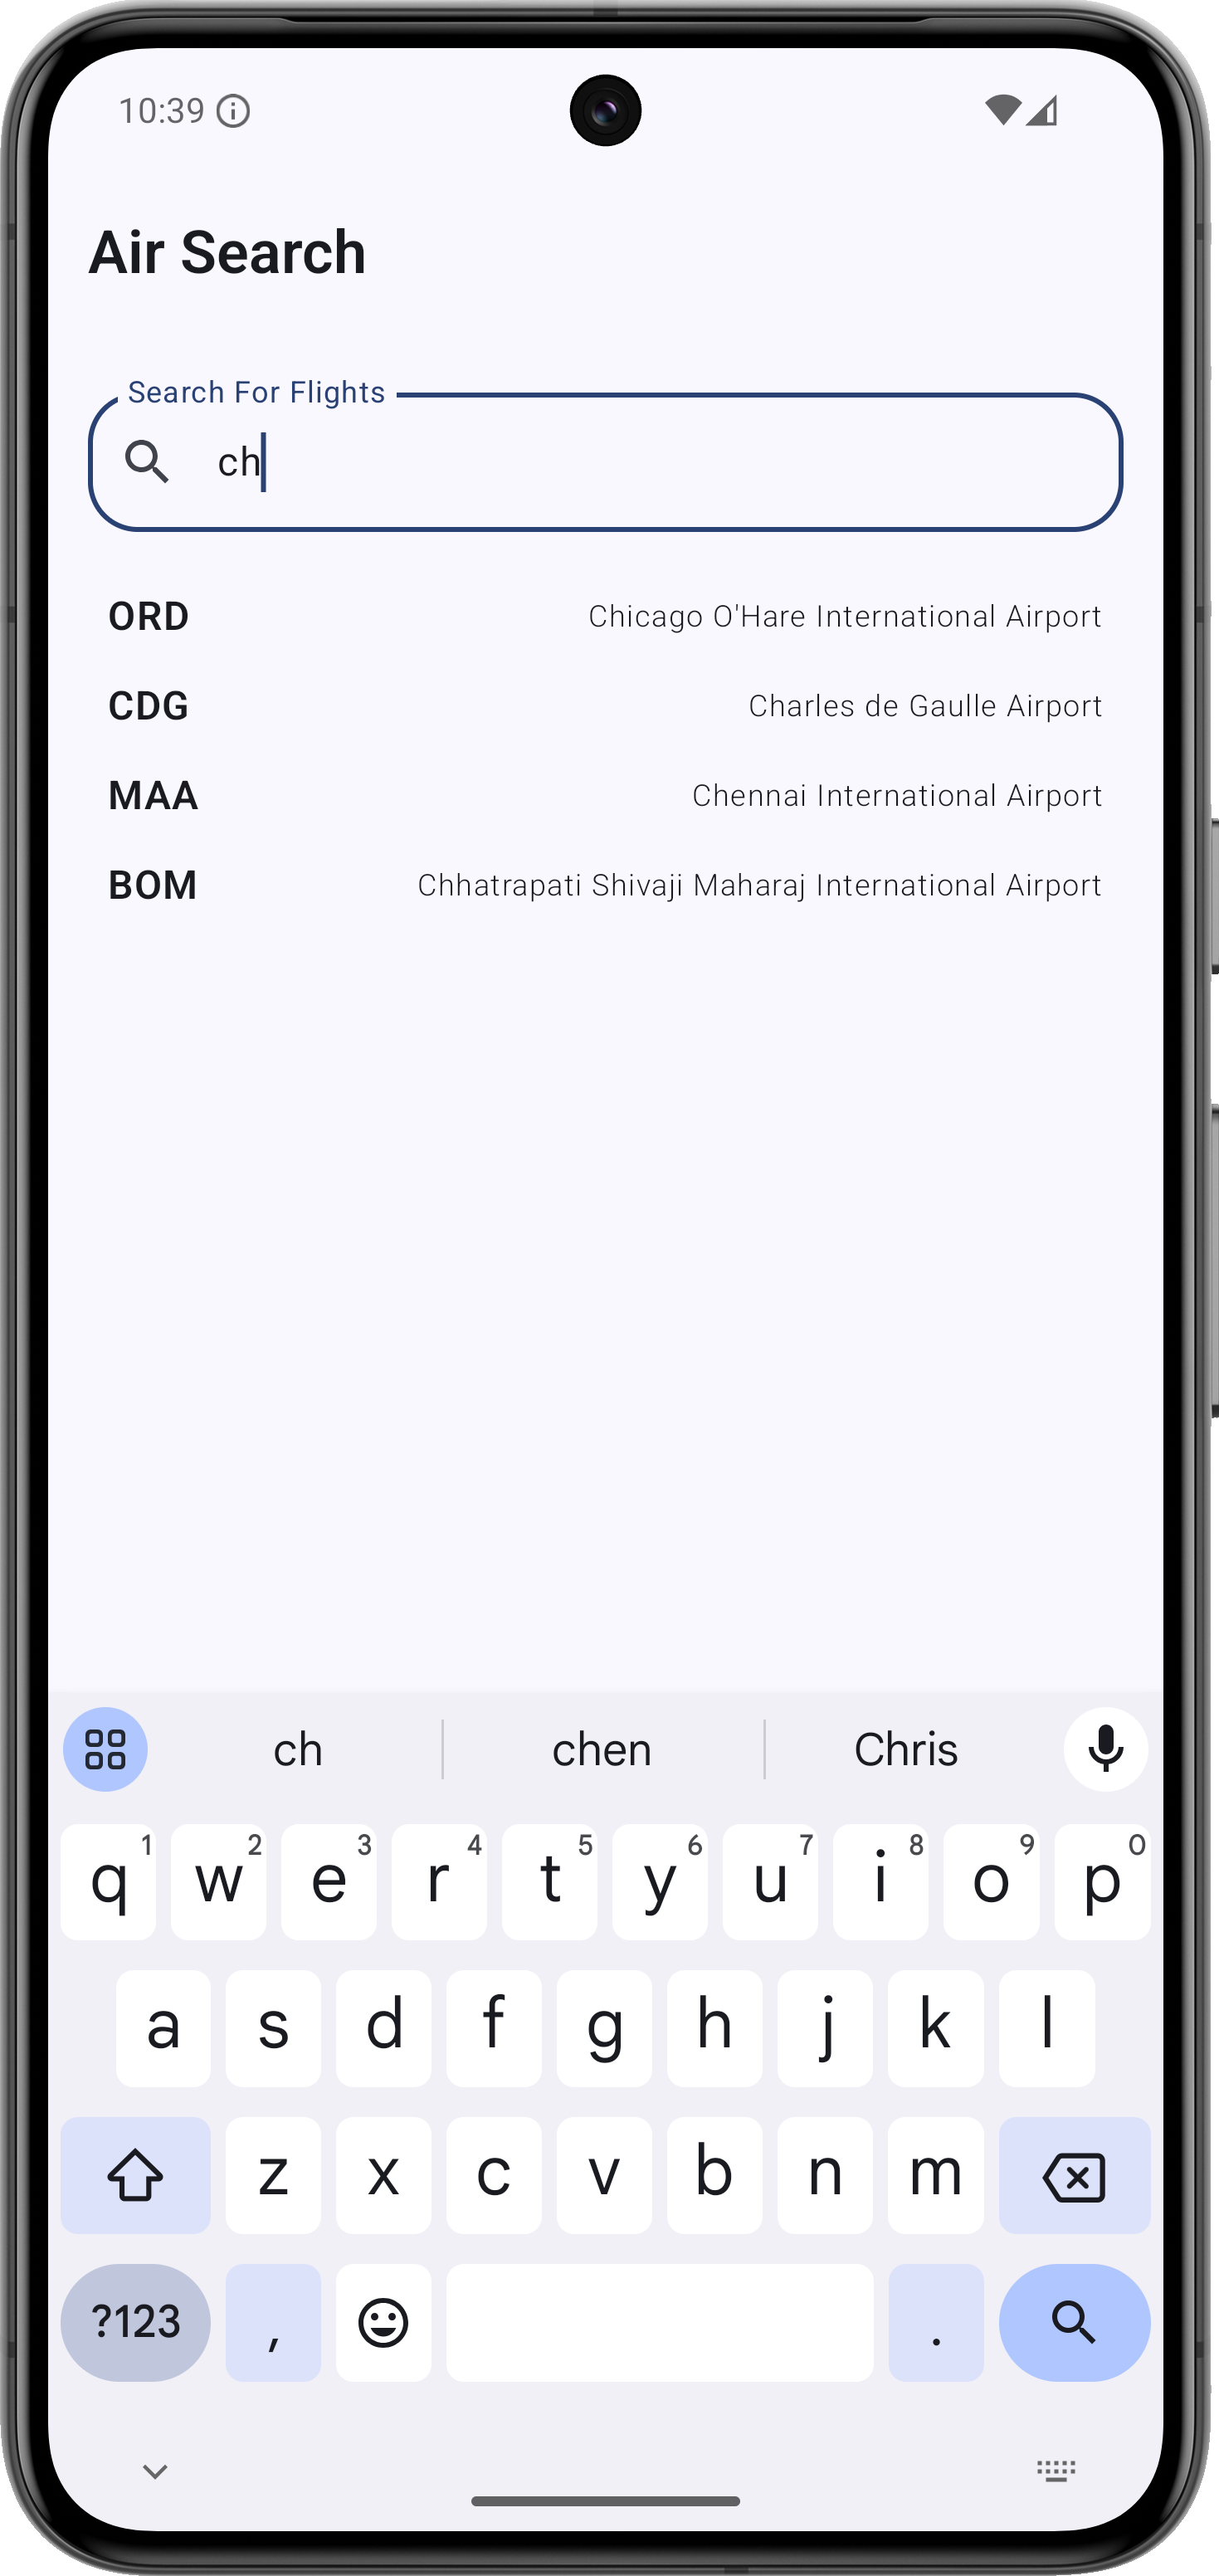 10:39
Air Search
Search For Flights
ch
ORD Chicago O'Hare International Airport
CDG Charles de Gaulle Airport
MAA Chennai International Airport
BOM Chhatrapati Shivaji Maharaj International Airport
ch chen Chris
q 1 w 2 e 3 r 4 t 5 y 6 u 7 i 8 o 9 p 0
a s d f g h j k l
z x c v b n m
?123 , .